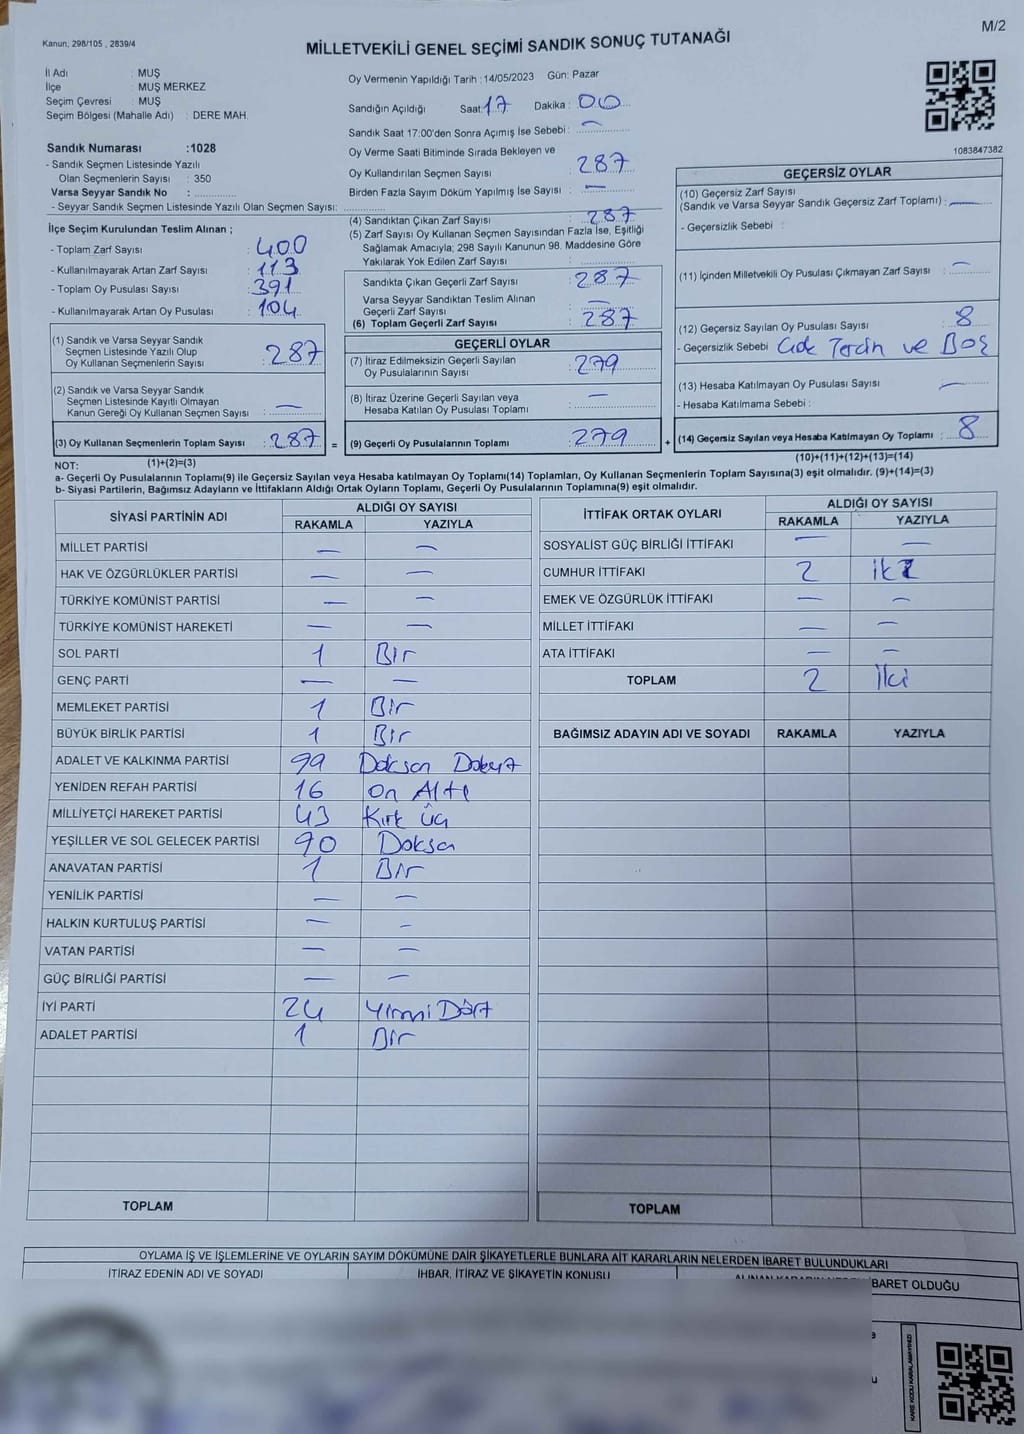 M/2
Kanun, 298/105 , 2839/4
MİLLETVEKİLİ GENEL SEÇİMİ SANDIK SONUÇ TUTANAĞI
İl Adı : MUŞ
İlçe : MUŞ MERKEZ
Seçim Çevresi : MUŞ
Seçim Bölgesi (Mahalle Adı) : DERE MAH.
Sandık Numarası :1028
- Sandık Seçmen Listesinde Yazılı
Olan Seçmenlerin Sayısı : 350
Varsa Seyyar Sandık No :
- Seyyar Sandık Seçmen Listesinde Yazılı Olan Seçmen Sayısı:
İlçe Seçim Kurulundan Teslim Alınan ;
- Toplam Zarf Sayısı : 400
- Kullanılmayarak Artan Zarf Sayısı : 113
- Toplam Oy Pusulası Sayısı : 391
- Kullanılmayarak Artan Oy Pusulası : 104
(1) Sandık ve Varsa Seyyar Sandık
Seçmen Listesinde Yazılı Olup
Oy Kullanan Seçmenlerin Sayısı : 287
(2) Sandık ve Varsa Seyyar Sandık
Seçmen Listesinde Kayıtlı Olmayan
Kanun Gereği Oy Kullanan Seçmen Sayısı : —
(3) Oy Kullanan Seçmenlerin Toplam Sayısı : 287 =
(1)+(2)=(3)
Oy Vermenin Yapıldığı Tarih : 14/05/2023 Gün: Pazar
Sandığın Açıldığı Saat: 17 Dakika : 00
Sandık Saat 17:00'den Sonra Açımış İse Sebebi : —
Oy Verme Saati Bitiminde Sırada Bekleyen ve
Oy Kullandırılan Seçmen Sayısı : 287
Birden Fazla Sayım Döküm Yapılmış İse Sayısı : —
(4) Sandıktan Çıkan Zarf Sayısı : 287
(5) Zarf Sayısı Oy Kullanan Seçmen Sayısından Fazla İse, Eşitliği
Sağlamak Amacıyla; 298 Sayılı Kanunun 98. Maddesine Göre
Yakılarak Yok Edilen Zarf Sayısı :
Sandıkta Çıkan Geçerli Zarf Sayısı : 287
Varsa Seyyar Sandıktan Teslim Alınan
Geçerli Zarf Sayısı : —
(6) Toplam Geçerli Zarf Sayısı : 287
GEÇERLİ OYLAR
(7) İtiraz Edilmeksizin Geçerli Sayılan
Oy Pusulalarının Sayısı : 279
(8) İtiraz Üzerine Geçerli Sayılan veya
Hesaba Katılan Oy Pusulası Toplamı : —
(9) Geçerli Oy Pusulalarının Toplamı : 279 +
1083847382
GEÇERSİZ OYLAR
(10) Geçersiz Zarf Sayısı
(Sandık ve Varsa Seyyar Sandık Geçersiz Zarf Toplamı) : —
- Geçersizlik Sebebi :
(11) İçinden Milletvekili Oy Pusulası Çıkmayan Zarf Sayısı : —
(12) Geçersiz Sayılan Oy Pusulası Sayısı : 8
- Geçersizlik Sebebi ve Boş
(13) Hesaba Katılmayan Oy Pusulası Sayısı : —
- Hesaba Katılmama Sebebi :
(14) Geçersiz Sayılan veya Hesaba Katılmayan Oy Toplamı : 8
(10)+(11)+(12)+(13)=(14)
NOT:
a- Geçerli Oy Pusulalarının Toplamı(9) ile Geçersiz Sayılan veya Hesaba katılmayan Oy Toplamı(14) Toplamları, Oy Kullanan Seçmenlerin Toplam Sayısına(3) eşit olmalıdır. (9)+(14)=(3)
b- Siyasi Partilerin, Bağımsız Adayların ve İttifakların Aldığı Ortak Oyların Toplamı, Geçerli Oy Pusulalarının Toplamına(9) eşit olmalıdır.
SİYASİ PARTİNİN ADI ALDIĞI OY SAYISI
RAKAMLA YAZIYLA
MİLLET PARTİSİ — —
HAK VE ÖZGÜRLÜKLER PARTİSİ — —
TÜRKİYE KOMÜNİST PARTİSİ — —
TÜRKİYE KOMÜNİST HAREKETİ — —
SOL PARTİ 1 Bir
GENÇ PARTİ — —
MEMLEKET PARTİSİ 1 Bir
BÜYÜK BİRLİK PARTİSİ 1 Bir
ADALET VE KALKINMA PARTİSİ 99 Doksan Dokuz
YENİDEN REFAH PARTİSİ 16 On Altı
MİLLİYETÇİ HAREKET PARTİSİ 43 Kırk Üç
YEŞİLLER VE SOL GELECEK PARTİSİ 90 Doksan
ANAVATAN PARTİSİ 1 Bir
YENİLİK PARTİSİ — —
HALKIN KURTULUŞ PARTİSİ — —
VATAN PARTİSİ — —
GÜÇ BİRLİĞİ PARTİSİ — —
İYİ PARTİ 24 Yirmi Dört
ADALET PARTİSİ 1 Bir
TOPLAM
İTTİFAK ORTAK OYLARI ALDIĞI OY SAYISI
RAKAMLA YAZIYLA
SOSYALİST GÜÇ BİRLİĞİ İTTİFAKI — —
CUMHUR İTTİFAKI 2 iki
EMEK VE ÖZGÜRLÜK İTTİFAKI — —
MİLLET İTTİFAKI — —
ATA İTTİFAKI — —
TOPLAM 2 İki
BAĞIMSIZ ADAYIN ADI VE SOYADI RAKAMLA YAZIYLA
TOPLAM
OYLAMA İŞ VE İŞLEMLERİNE VE OYLARIN SAYIM DÖKÜMÜNE DAİR ŞİKAYETLERLE BUNLARA AİT KARARLARIN NELERDEN İBARET BULUNDUKLARI
İTİRAZ EDENİN ADI VE SOYADI İHBAR, İTİRAZ VE ŞİKAYETİN KONUSU İBARET OLDUĞU
KARE KODU KARALAMAYINIZ!